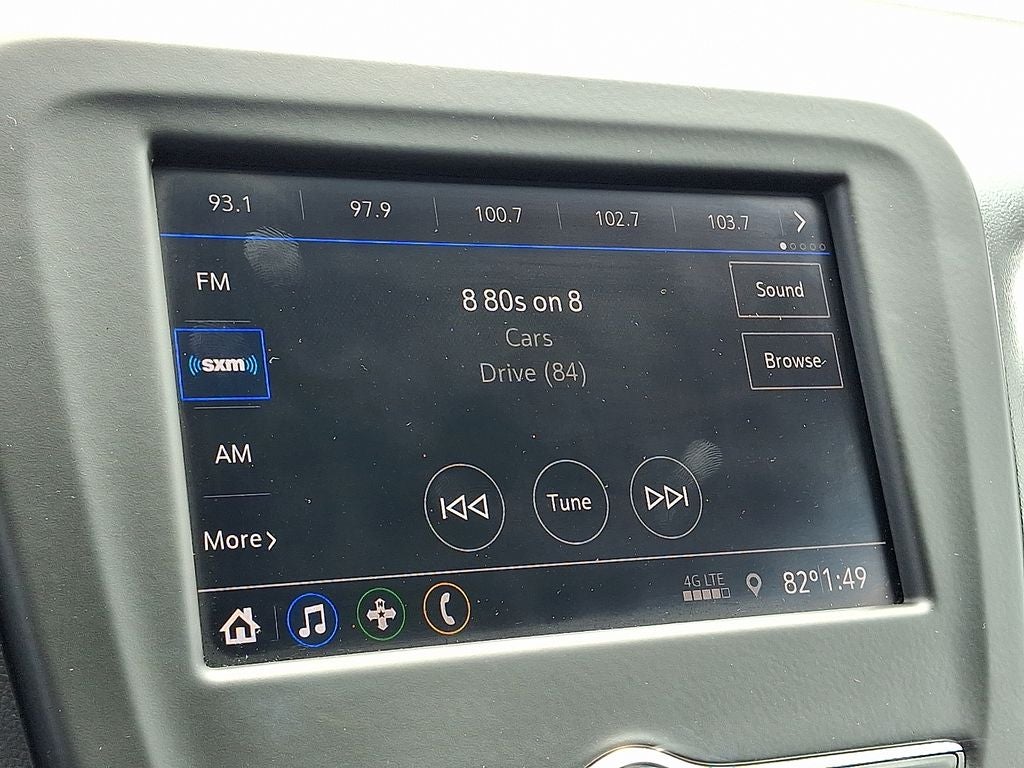 93.1 97.9 100.7 102.7 103.7
FM
8 80s on 8
Sound
Cars
sxm
Drive (84)
Browse
AM
Tune
More
4G LTE
82° 1:49
N